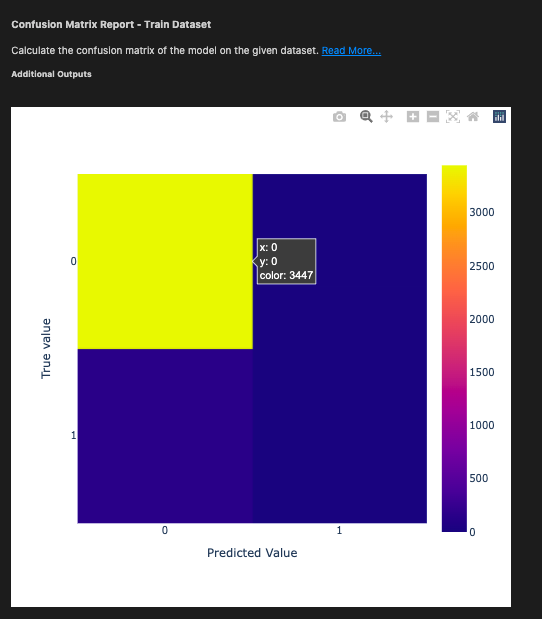 Confusion Matrix Report - Train Dataset
Calculate the confusion matrix of the model on the given dataset. Read More...
Additional Outputs
3000
2500
2000
1500
1000
500
0
True value
0
1
x: 0
y: 0
color: 3447
0
1
Predicted Value